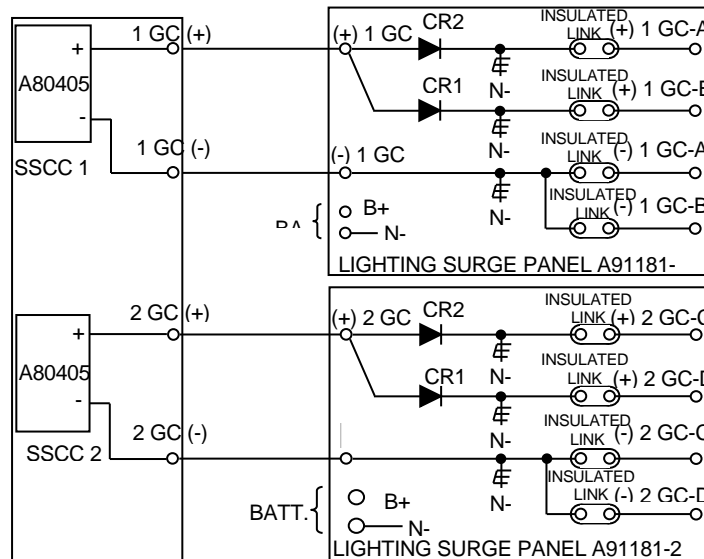 INSULATED
CR2
1 GC (+)
(+) 1 GC
LINK
(+) 1 GC-A
+
A80405
-
INSULATED
CR1
N-
LINK
(+) 1 GC-B
INSULATED
1 GC (-)
(-) 1 GC
N-
LINK
(-) 1 GC-A
SSCC 1
INSULATED
N-
LINK
(-) 1 GC-B
B+
N-
LIGHTING SURGE PANEL A91181-
INSULATED
CR2
2 GC (+)
(+) 2 GC
LINK
(+) 2 GC-C
+
A80405
-
INSULATED
CR1
N-
LINK
(+) 2 GC-D
INSULATED
2 GC (-)
N-
LINK
(-) 2 GC-C
SSCC 2
INSULATED
N-
LINK
(-) 2 GC-D
BATT.
B+
N-
LIGHTING SURGE PANEL A91181-2